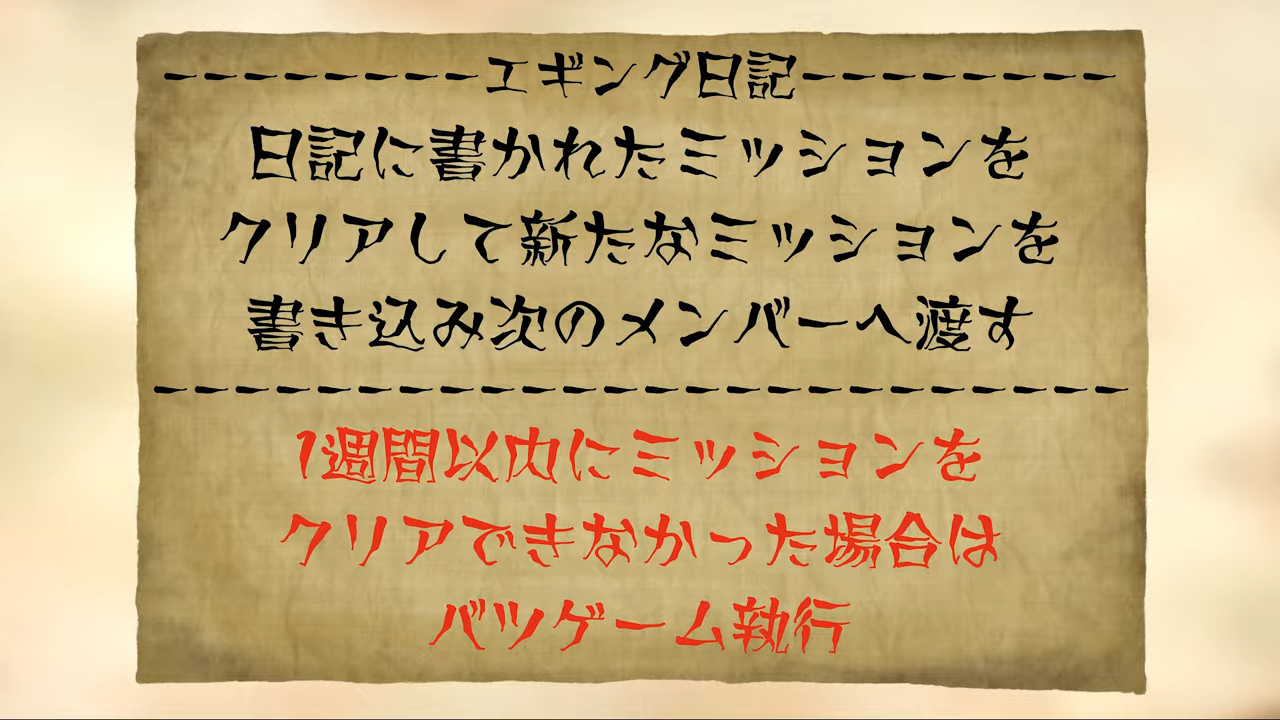 ---------エギング日記---------
日記に書かれたミッションを
クリアして新たなミッションを
書き込み次のメンバーへ渡す
---------------------------
1週間以内にミッションを
クリアできなかった場合は
バツゲーム執行